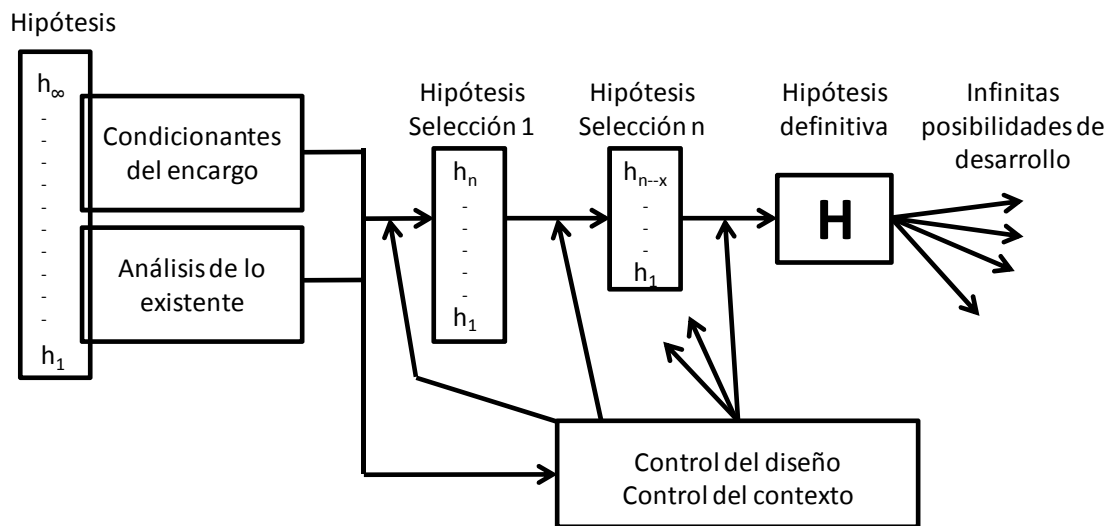 Hipótesis
h∞
-
-
-
-
-
-
-
-
-
-
h1
Condicionantes
del encargo
Análisis de lo
existente
Hipótesis
Selección 1
hn
-
-
-
-
-
h1
Hipótesis
Selección n
hn--x
-
-
-
h1
Hipótesis
definitiva
H
Infinitas
posibilidades de
desarrollo
Control del diseño
Control del contexto